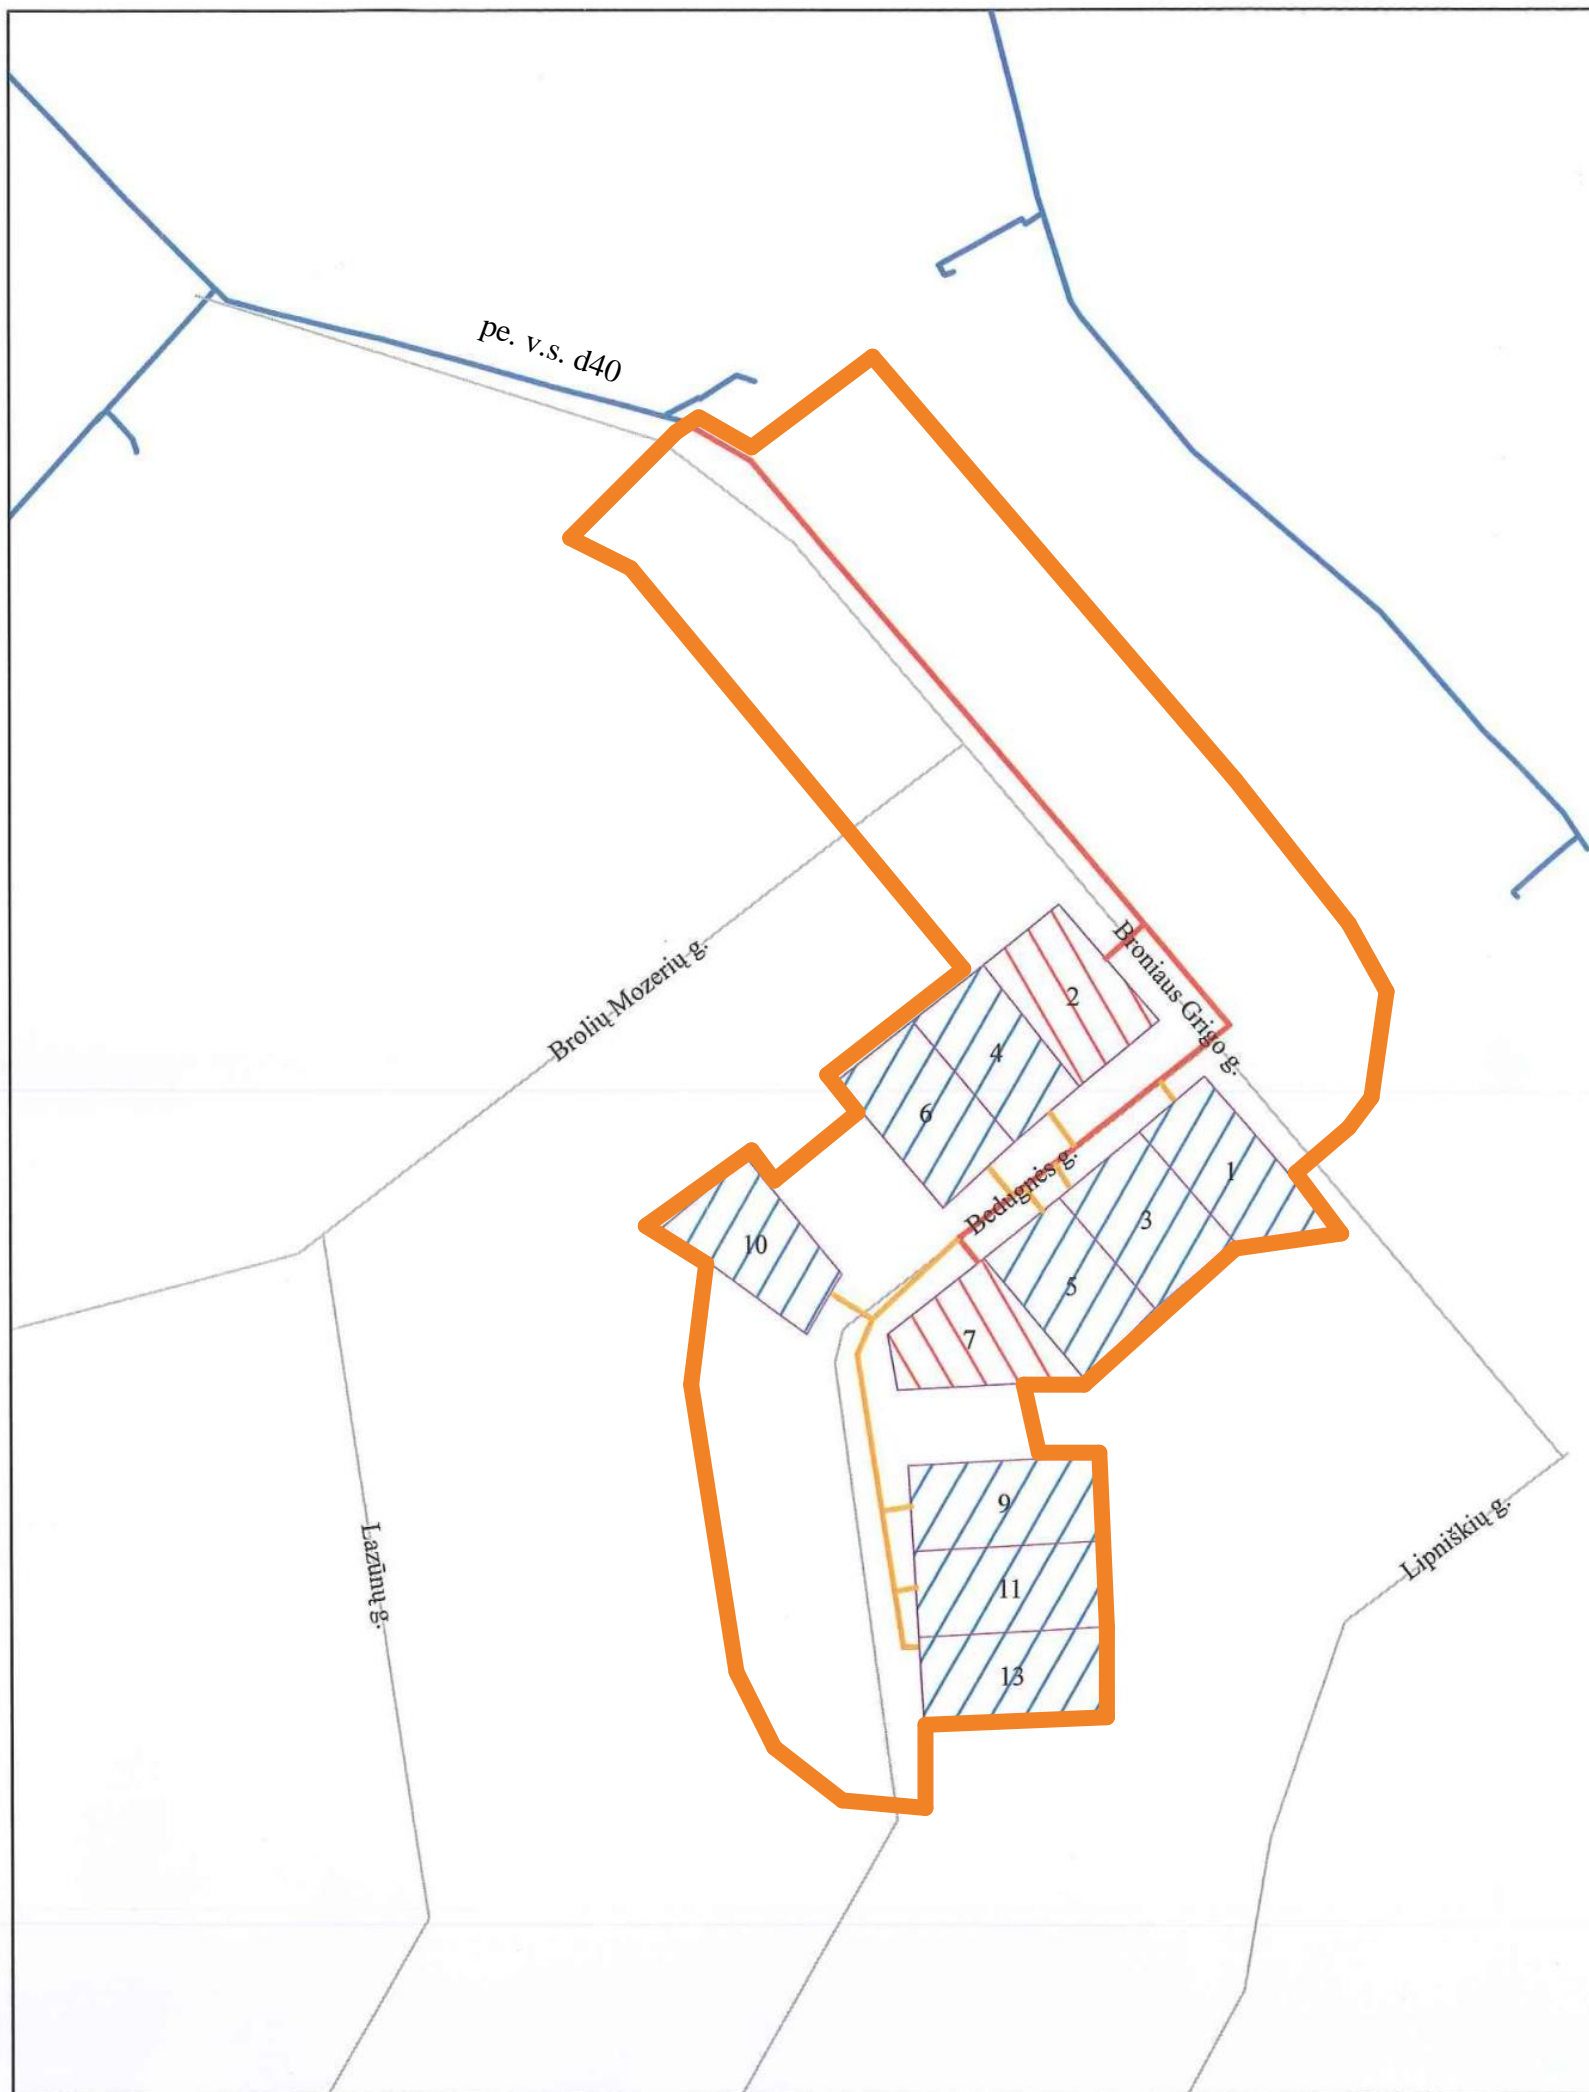 pe. v.s. d40
Broniaus Grigo g.
Brolių Mozerių g.
2
4
6
Bedugnės g.
1
3
10
5
7
9
Lazūnų g.
Lipniškių g.
11
13